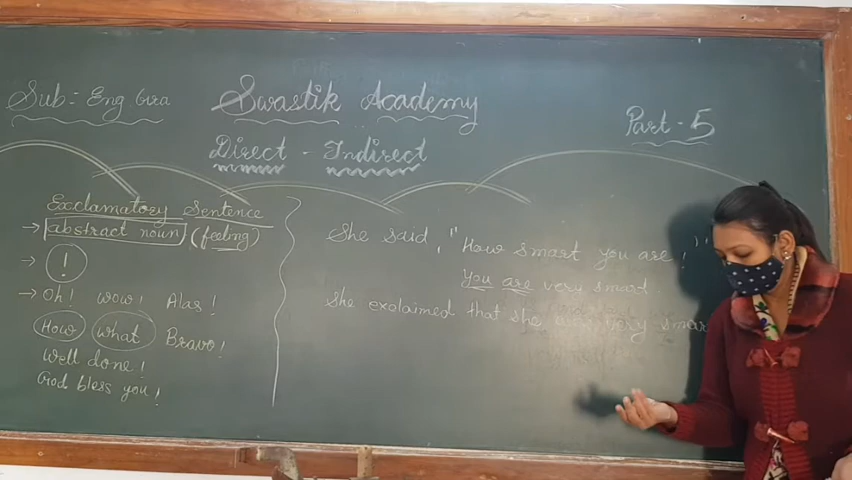 Sub:- Eng Gra
Swastik Academy
Direct - Indirect
Part-5
Exclamatory Sentence
→ abstract noun (feeling)
→ !
→ Oh! wow! Alas!
How what Bravo!
Well done!
God bless you!
She said, "How smart you are!"
You are very smart.
She exclaimed that she very smar